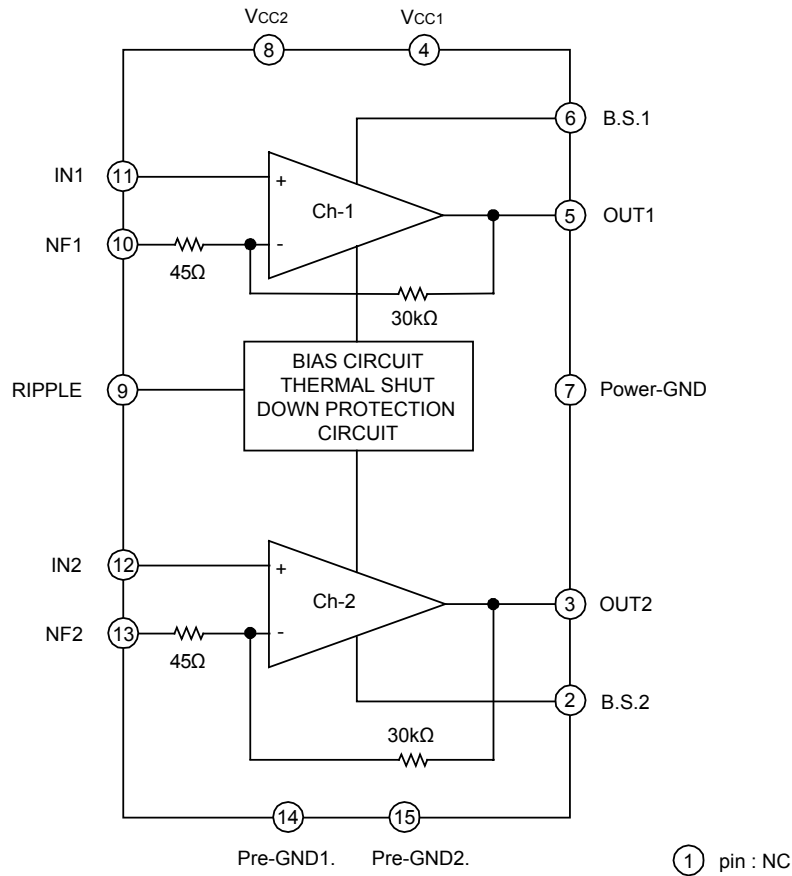 VCC2
VCC1
8
4
6
B.S.1
IN1
11
+
Ch-1
5
OUT1
NF1
10
-
45Ω
30kΩ
BIAS CIRCUIT
THERMAL SHUT
DOWN PROTECTION
CIRCUIT
RIPPLE
9
7
Power-GND
IN2
12
+
Ch-2
3
OUT2
NF2
13
-
45Ω
2
B.S.2
30kΩ
14
15
Pre-GND1.
Pre-GND2.
1 pin : NC